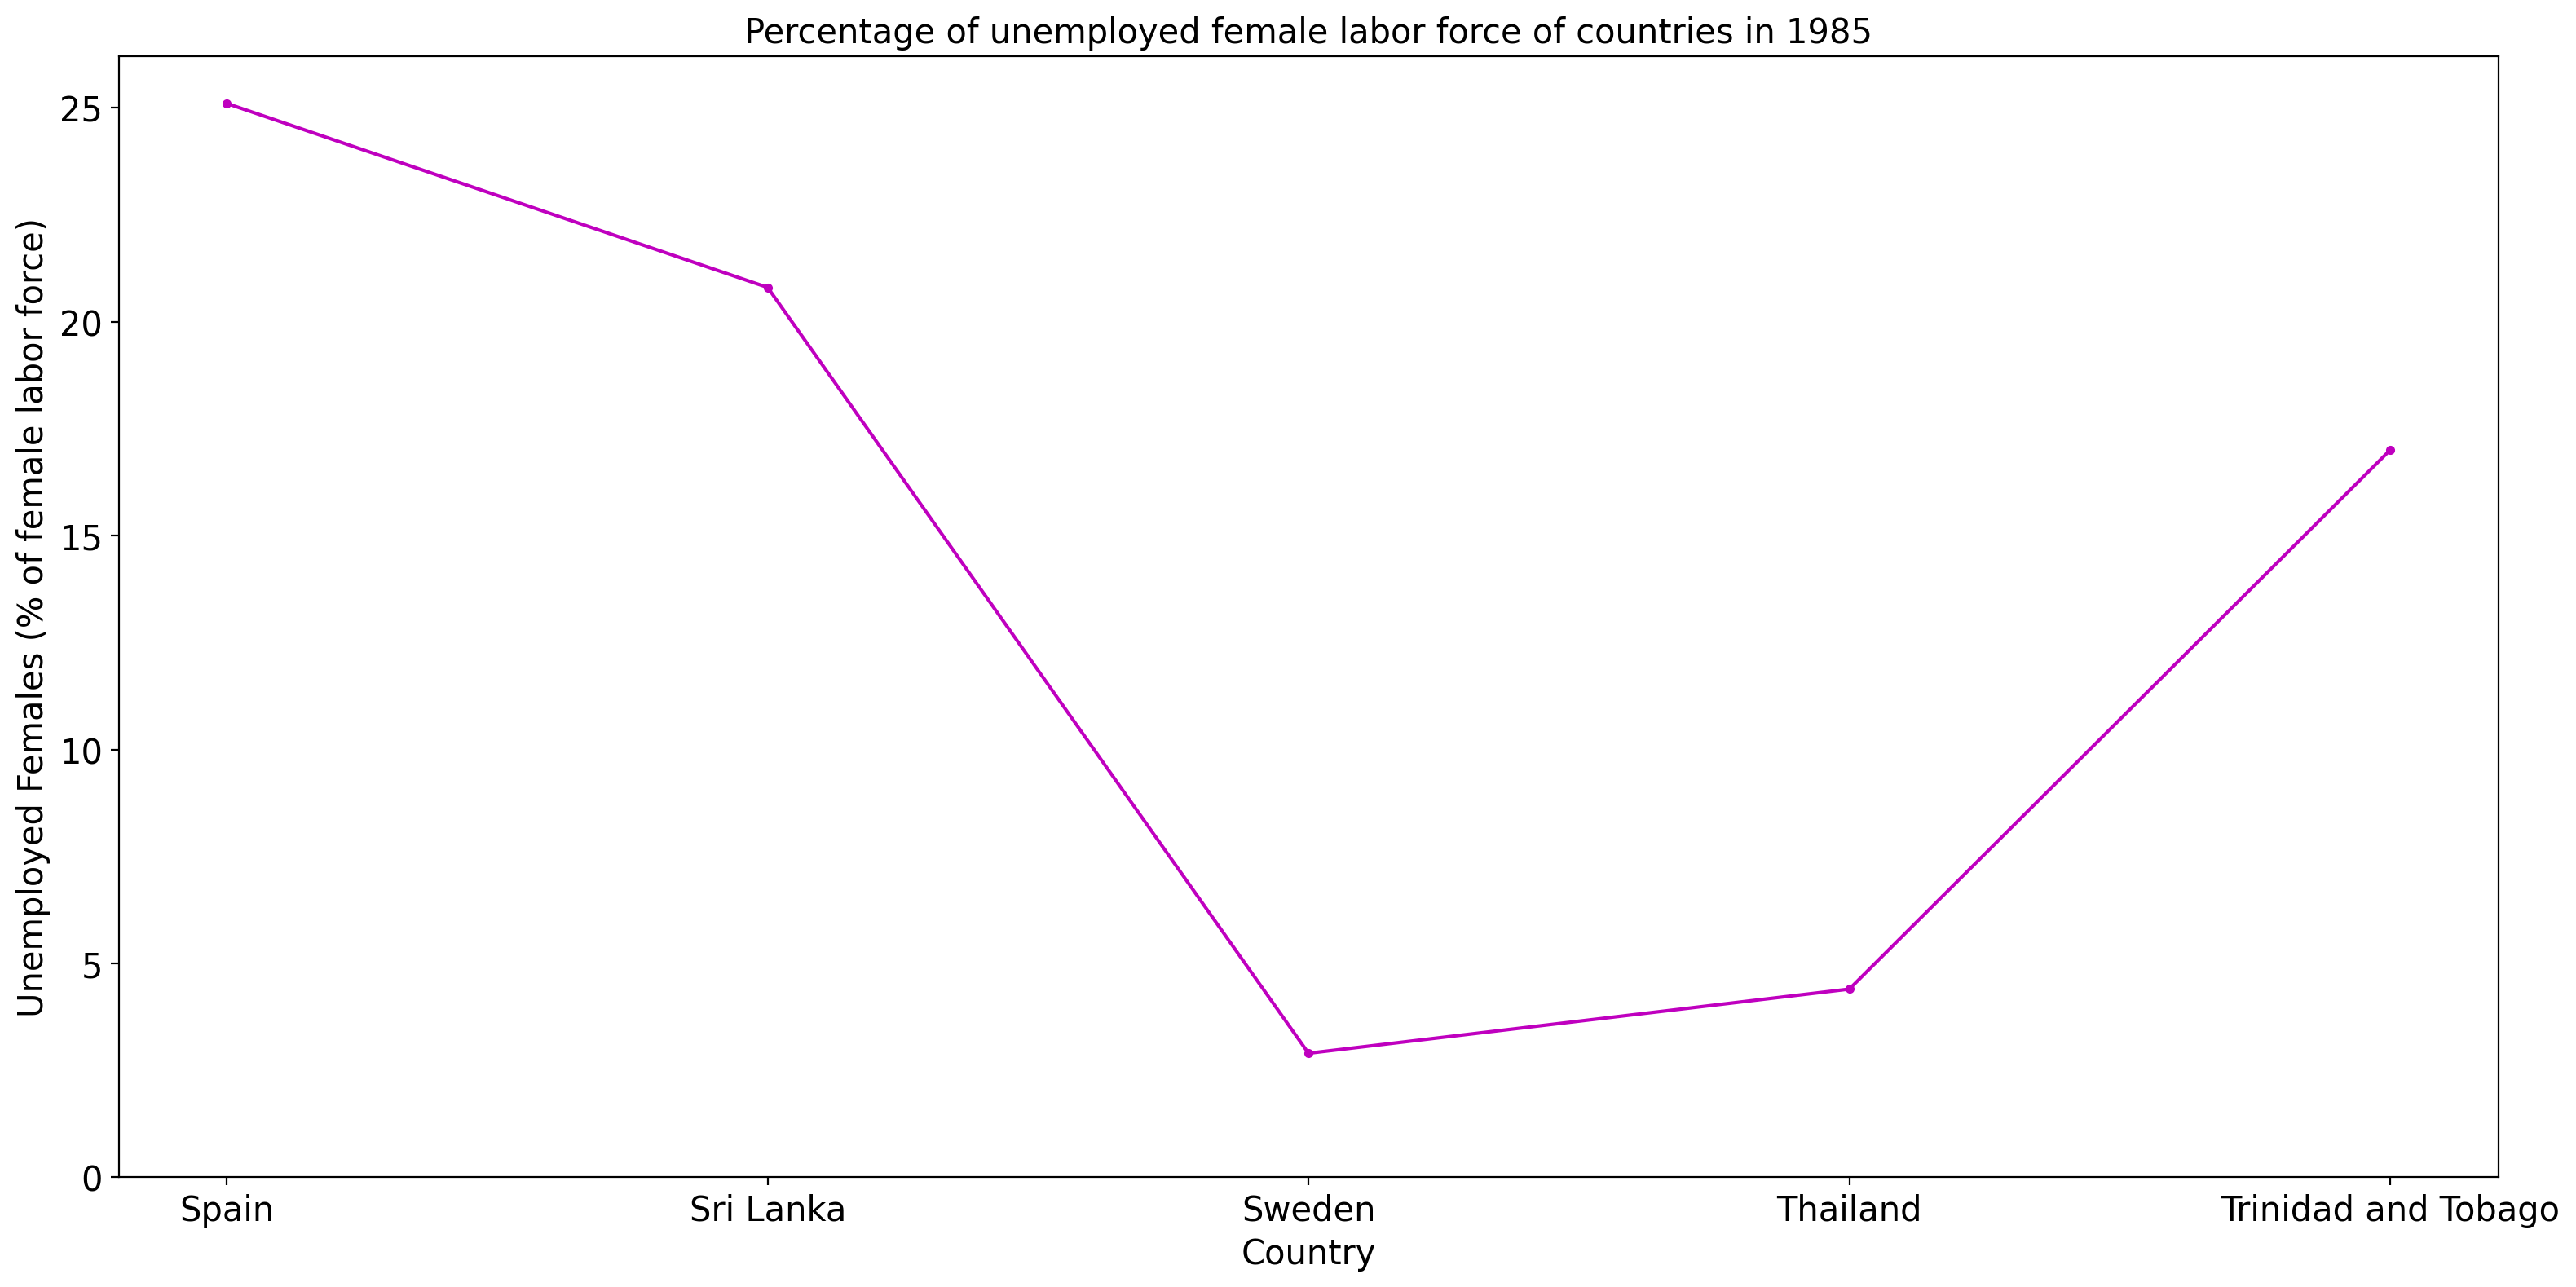 Percentage of unemployed female labor force of countries in 1985
Unemployed Females (% of female labor force)
25
20
15
10
5
0
Spain
Sri Lanka
Sweden
Thailand
Trinidad and Tobago
Country